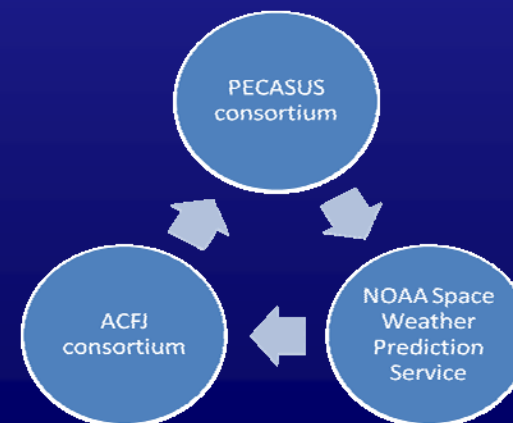 PECASUS
consortium
NOAA Space
Weather
Prediction
Service
ACFJ
consortium